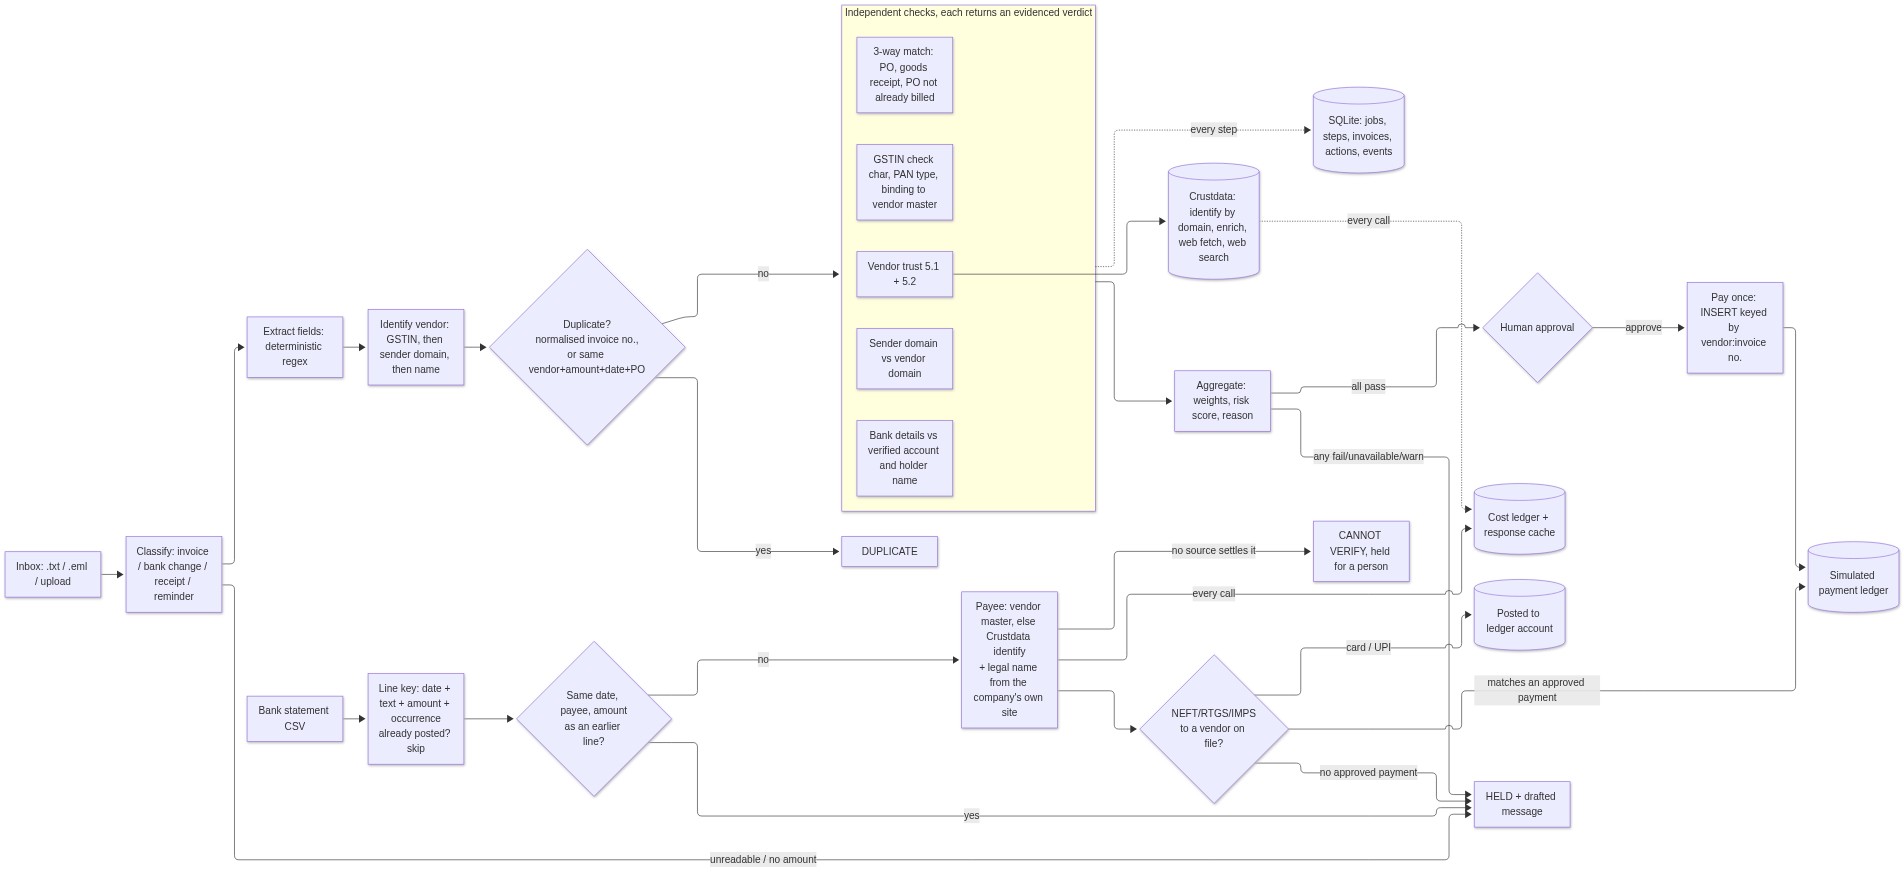 Independent checks, each returns an evidenced verdict
3-way match:
PO, goods
receipt, PO not
already billed
GSTIN check
char, PAN type,
binding to
vendor master
Vendor trust 5.1
+ 5.2
Sender domain
vs vendor
domain
Bank details vs
verified account
and holder
name
every step
SQLite: jobs,
steps, invoices,
actions, events
Crustdata:
identify by
domain, enrich,
web fetch, web
search
every call
Extract fields:
deterministic
regex
Identify vendor:
GSTIN, then
sender domain,
then name
Duplicate?
normalised invoice no.,
or same
vendor+amount+date+PO
no
yes
DUPLICATE
Aggregate:
weights, risk
score, reason
all pass
any fail/unavailable/warn
Human approval
approve
Pay once:
INSERT keyed
by
vendor:invoice
no.
Inbox: .txt / .eml
/ upload
Classify: invoice
/ bank change /
receipt /
reminder
Cost ledger +
response cache
Simulated
payment ledger
no source settles it
CANNOT
VERIFY, held
for a person
every call
Payee: vendor
master, else
Crustdata
identify
+ legal name
from the
company's own
site
Posted to
ledger account
card / UPI
Bank statement
CSV
Line key: date +
text + amount +
occurrence
already posted?
skip
Same date,
payee, amount
as an earlier
line?
no
yes
NEFT/RTGS/IMPS
to a vendor on
file?
matches an approved
payment
no approved payment
HELD + drafted
message
unreadable / no amount